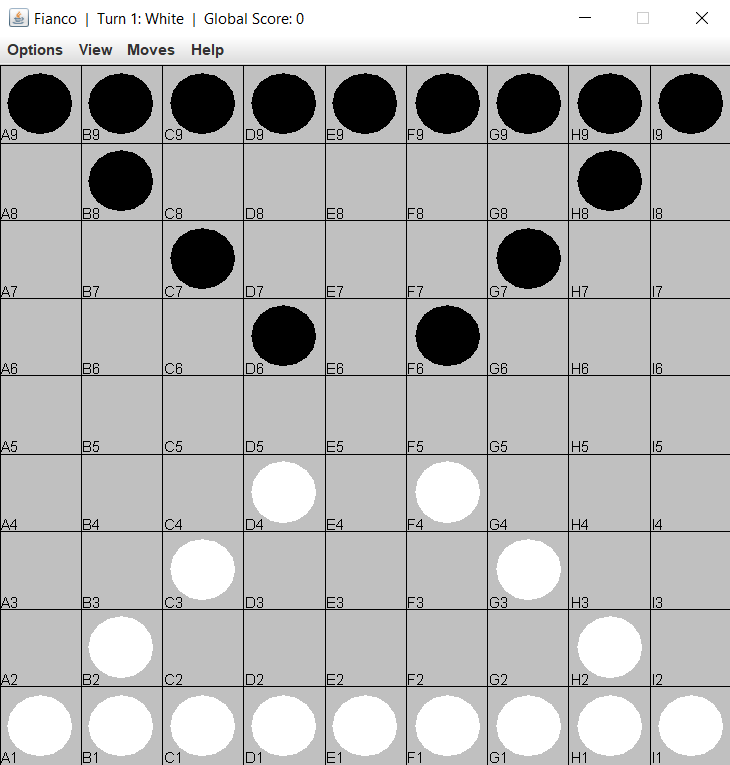 Fianco | Turn 1: White | Global Score: 0
Options View Moves Help
A9 B9 C9 D9 E9 F9 G9 H9 I9
A8 B8 C8 D8 E8 F8 G8 H8 I8
A7 B7 C7 D7 E7 F7 G7 H7 I7
A6 B6 C6 D6 E6 F6 G6 H6 I6
A5 B5 C5 D5 E5 F5 G5 H5 I5
A4 B4 C4 D4 E4 F4 G4 H4 I4
A3 B3 C3 D3 E3 F3 G3 H3 I3
A2 B2 C2 D2 E2 F2 G2 H2 I2
A1 B1 C1 D1 E1 F1 G1 H1 I1